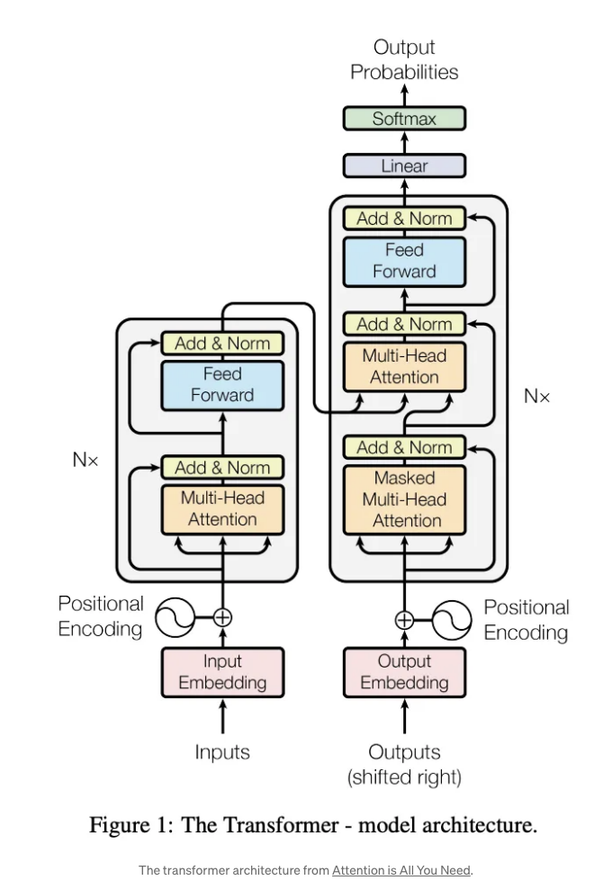 Output
Probabilities
Softmax
Linear
Add & Norm
Feed
Forward
Add & Norm
Multi-Head
Attention
Add & Norm
Masked
Multi-Head
Attention
Nx
Add & Norm
Feed
Forward
Add & Norm
Multi-Head
Attention
Nx
Positional
Encoding
Positional
Encoding
Input
Embedding
Output
Embedding
Inputs
Outputs
(shifted right)
Figure 1: The Transformer - model architecture.
The transformer architecture from Attention is All You Need.